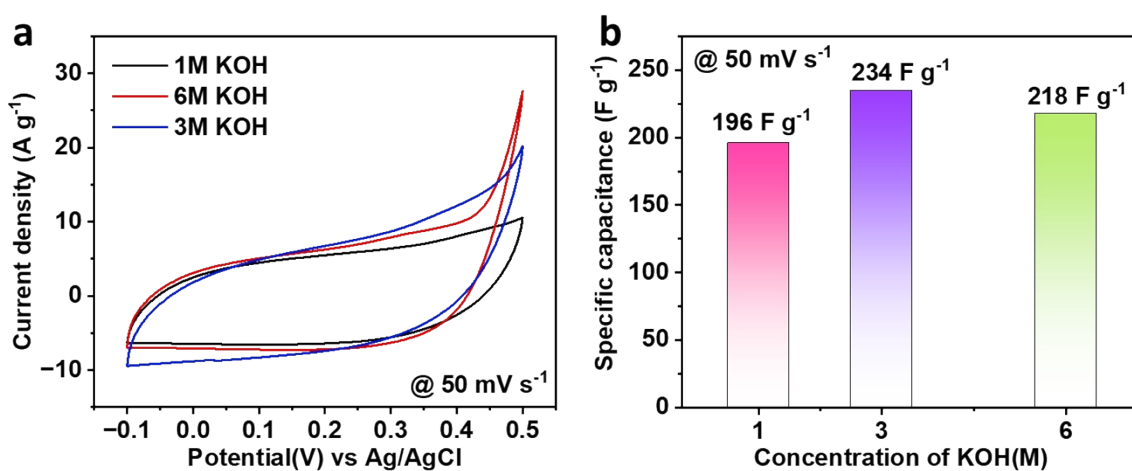 a
1M KOH
6M KOH
3M KOH
Current density (A g⁻¹)
30
20
10
0
−10
@ 50 mV s⁻¹
−0.1 0.0 0.1 0.2 0.3 0.4 0.5
Potential(V) vs Ag/AgCl
b
@ 50 mV s⁻¹
Specific capacitance (F g⁻¹)
250
200
150
100
50
0
196 F g⁻¹
234 F g⁻¹
218 F g⁻¹
1 3 6
Concentration of KOH(M)